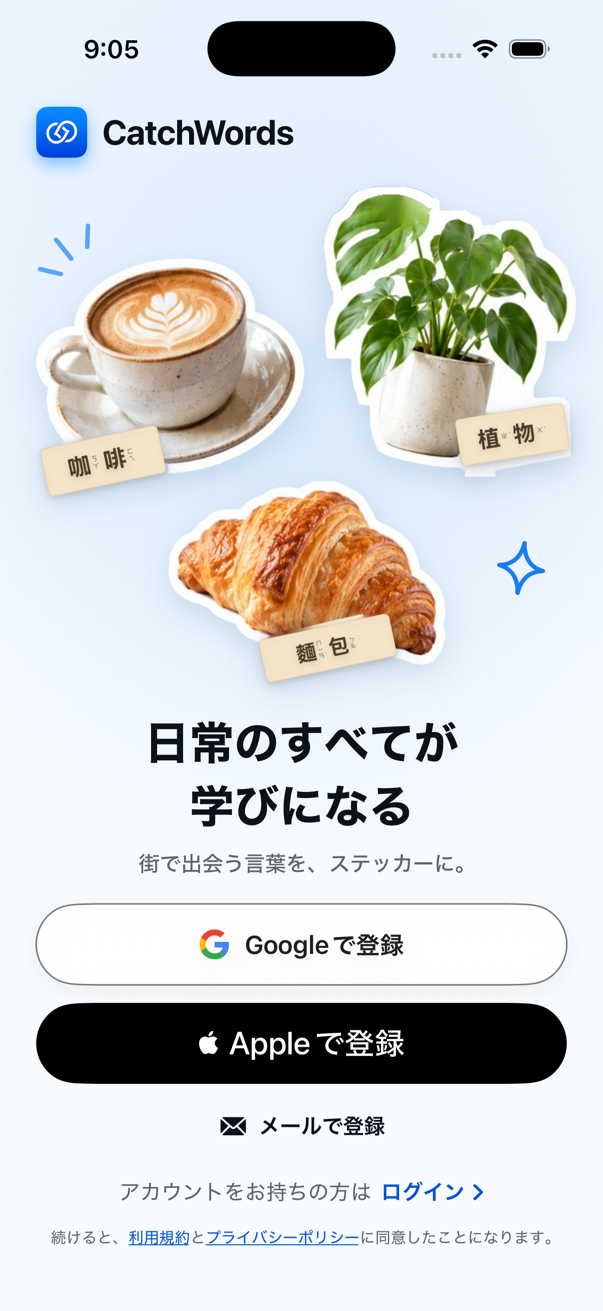 9:05
CatchWords
咖啡
植物
麵包
日常のすべてが
学びになる
街で出会う言葉を、ステッカーに。
Googleで登録
Appleで登録
メールで登録
アカウントをお持ちの方は ログイン
続けると、利用規約とプライバシーポリシーに同意したことになります。